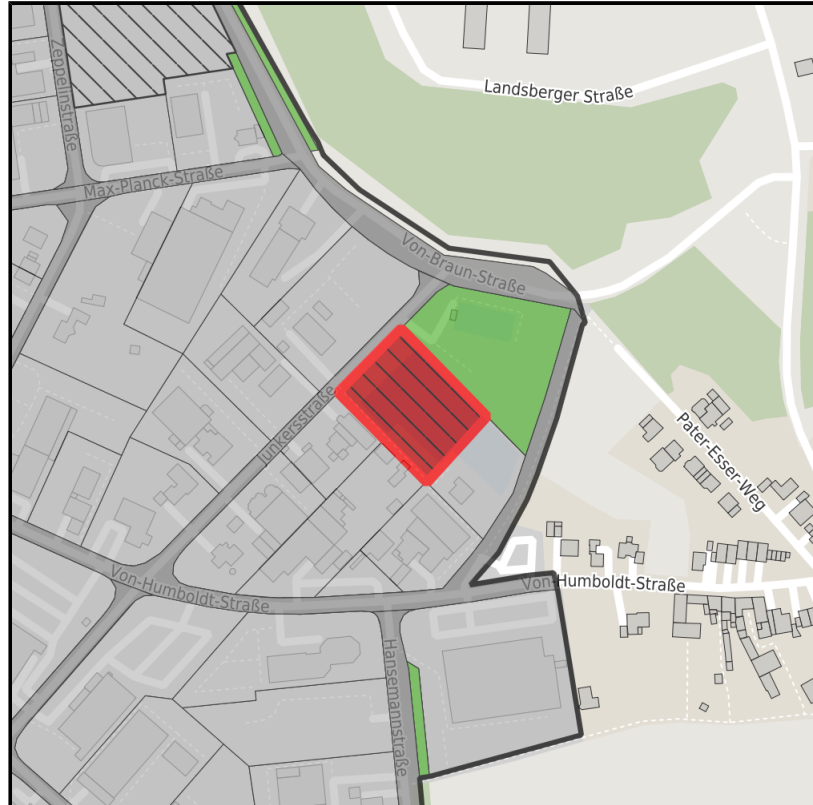 Zeppelinstraße
Landsberger Straße
Max-Planck-Straße
Von-Braun-Straße
Junkersstraße
Pater-Esser-Weg
Von-Humboldt-Straße
Von-Humboldt-Straße
Hansemannstraße